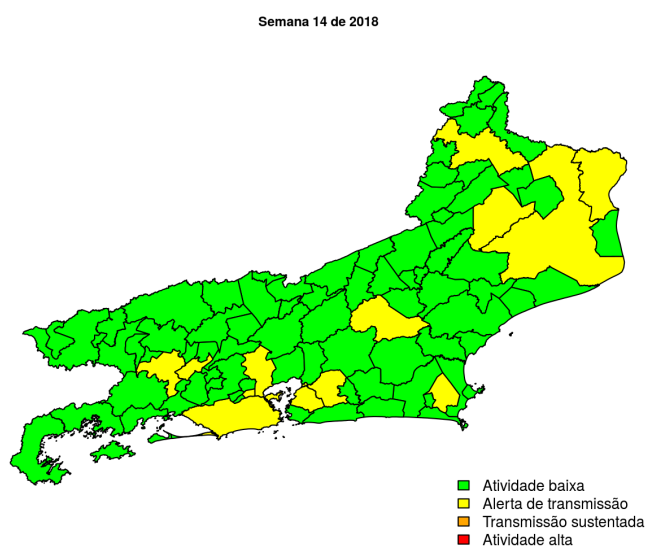 Semana 14 de 2018
Atividade baixa
Alerta de transmissão
Transmissão sustentada
Atividade alta